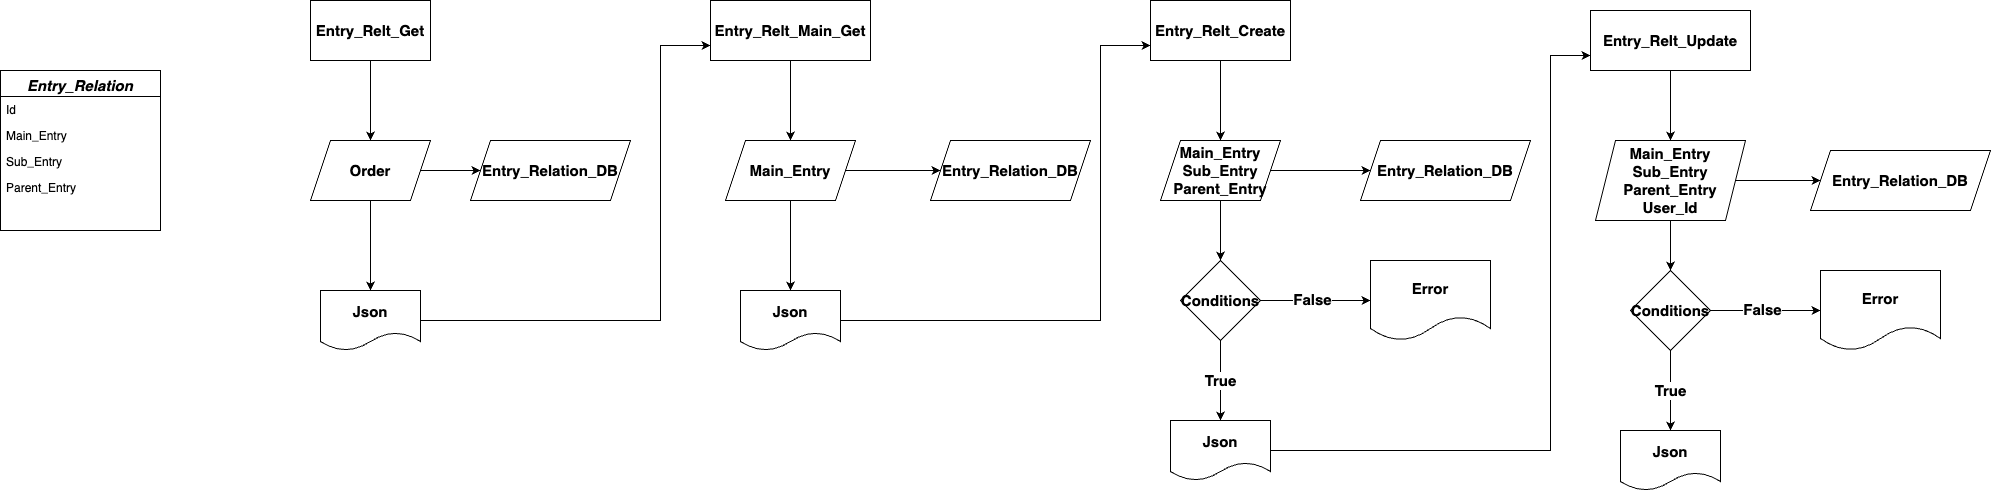 Entry_Relation
Id
Main_Entry
Sub_Entry
Parent_Entry
Entry_Relt_Get
Order
Entry_Relation_DB
Json
Entry_Relt_Main_Get
Main_Entry
Entry_Relation_DB
Json
Entry_Relt_Create
Main_Entry
Sub_Entry
Parent_Entry
Entry_Relation_DB
Conditions
False
Error
True
Json
Entry_Relt_Update
Main_Entry
Sub_Entry
Parent_Entry
User_Id
Entry_Relation_DB
Conditions
False
Error
True
Json